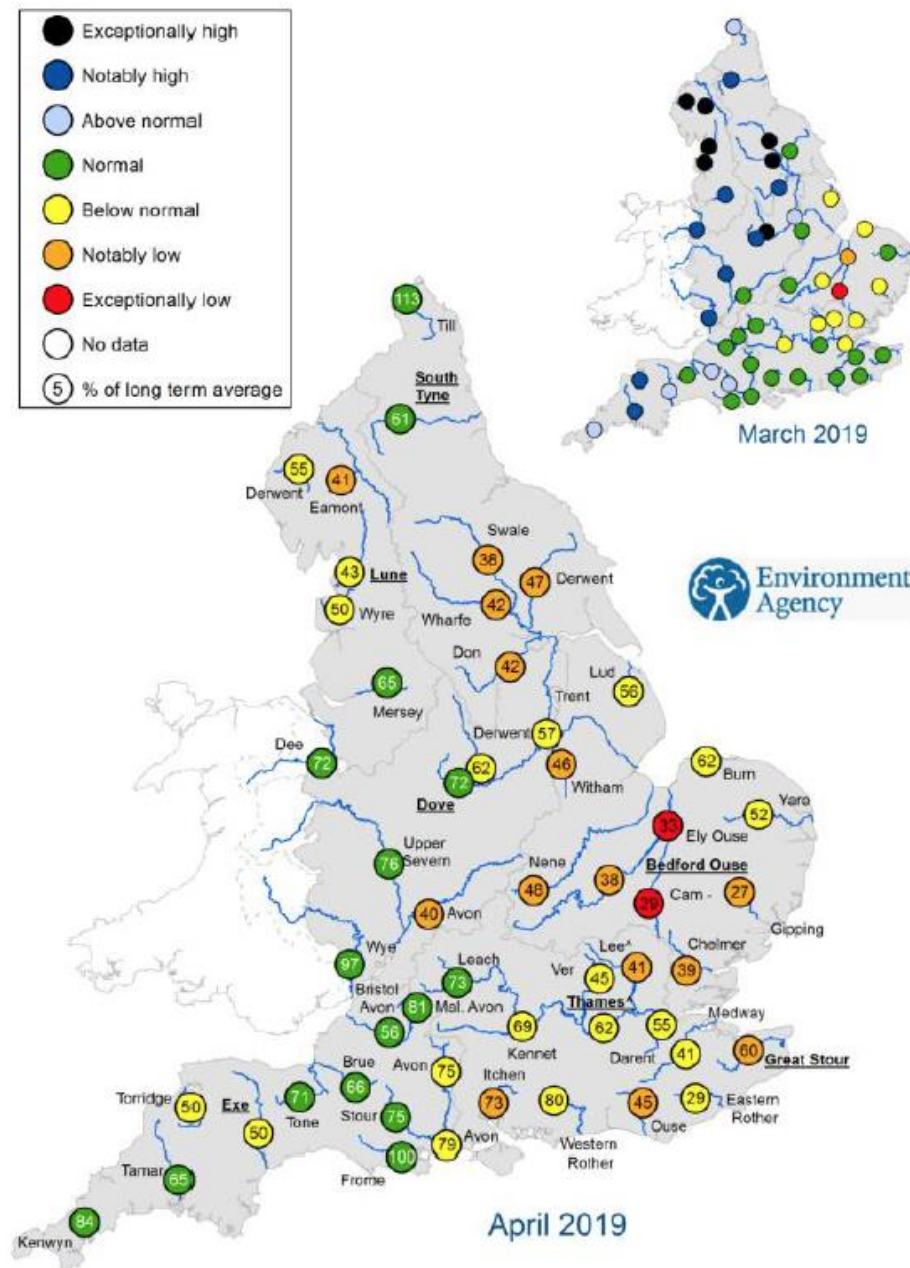 Exceptionally high
Notably high
Above normal
Normal
Below normal
Notably low
Exceptionally low
No data
5 % of long term average
March 2019
Environment
Agency
113
Till
South
Tyne
61
55
Derwent
41
Eamont
Swale
38
43
Lune
47
Derwent
50
Wyre
42
Wharfe
Don
42
65
Mersey
Lud
56
Trent
Derwent
57
Dee
72
62
72
Dove
46
Witham
62
Burn
Yare
52
33
Ely Ouse
Upper
Severn
76
Nene
48
38
Bedford Ouse
29
Cam -
27
Gipping
40
Avon
Wye
97
Leach
73
Lee^
Ver
45
41
Chelmer
39
Bristol
Avon
81
Mal. Avon
56
Thames^
62
69
Kennet
55
Darent
Medway
41
60
Great Stour
Brue
66
Avon
75
Itchen
73
80
Western
Rother
45
Ouse
29
Eastern
Rother
Torridge
50
Exe
50
71
Tone
Stour
75
79
Avon
100
Frome
Tamar
65
84
Kenwyn
April 2019